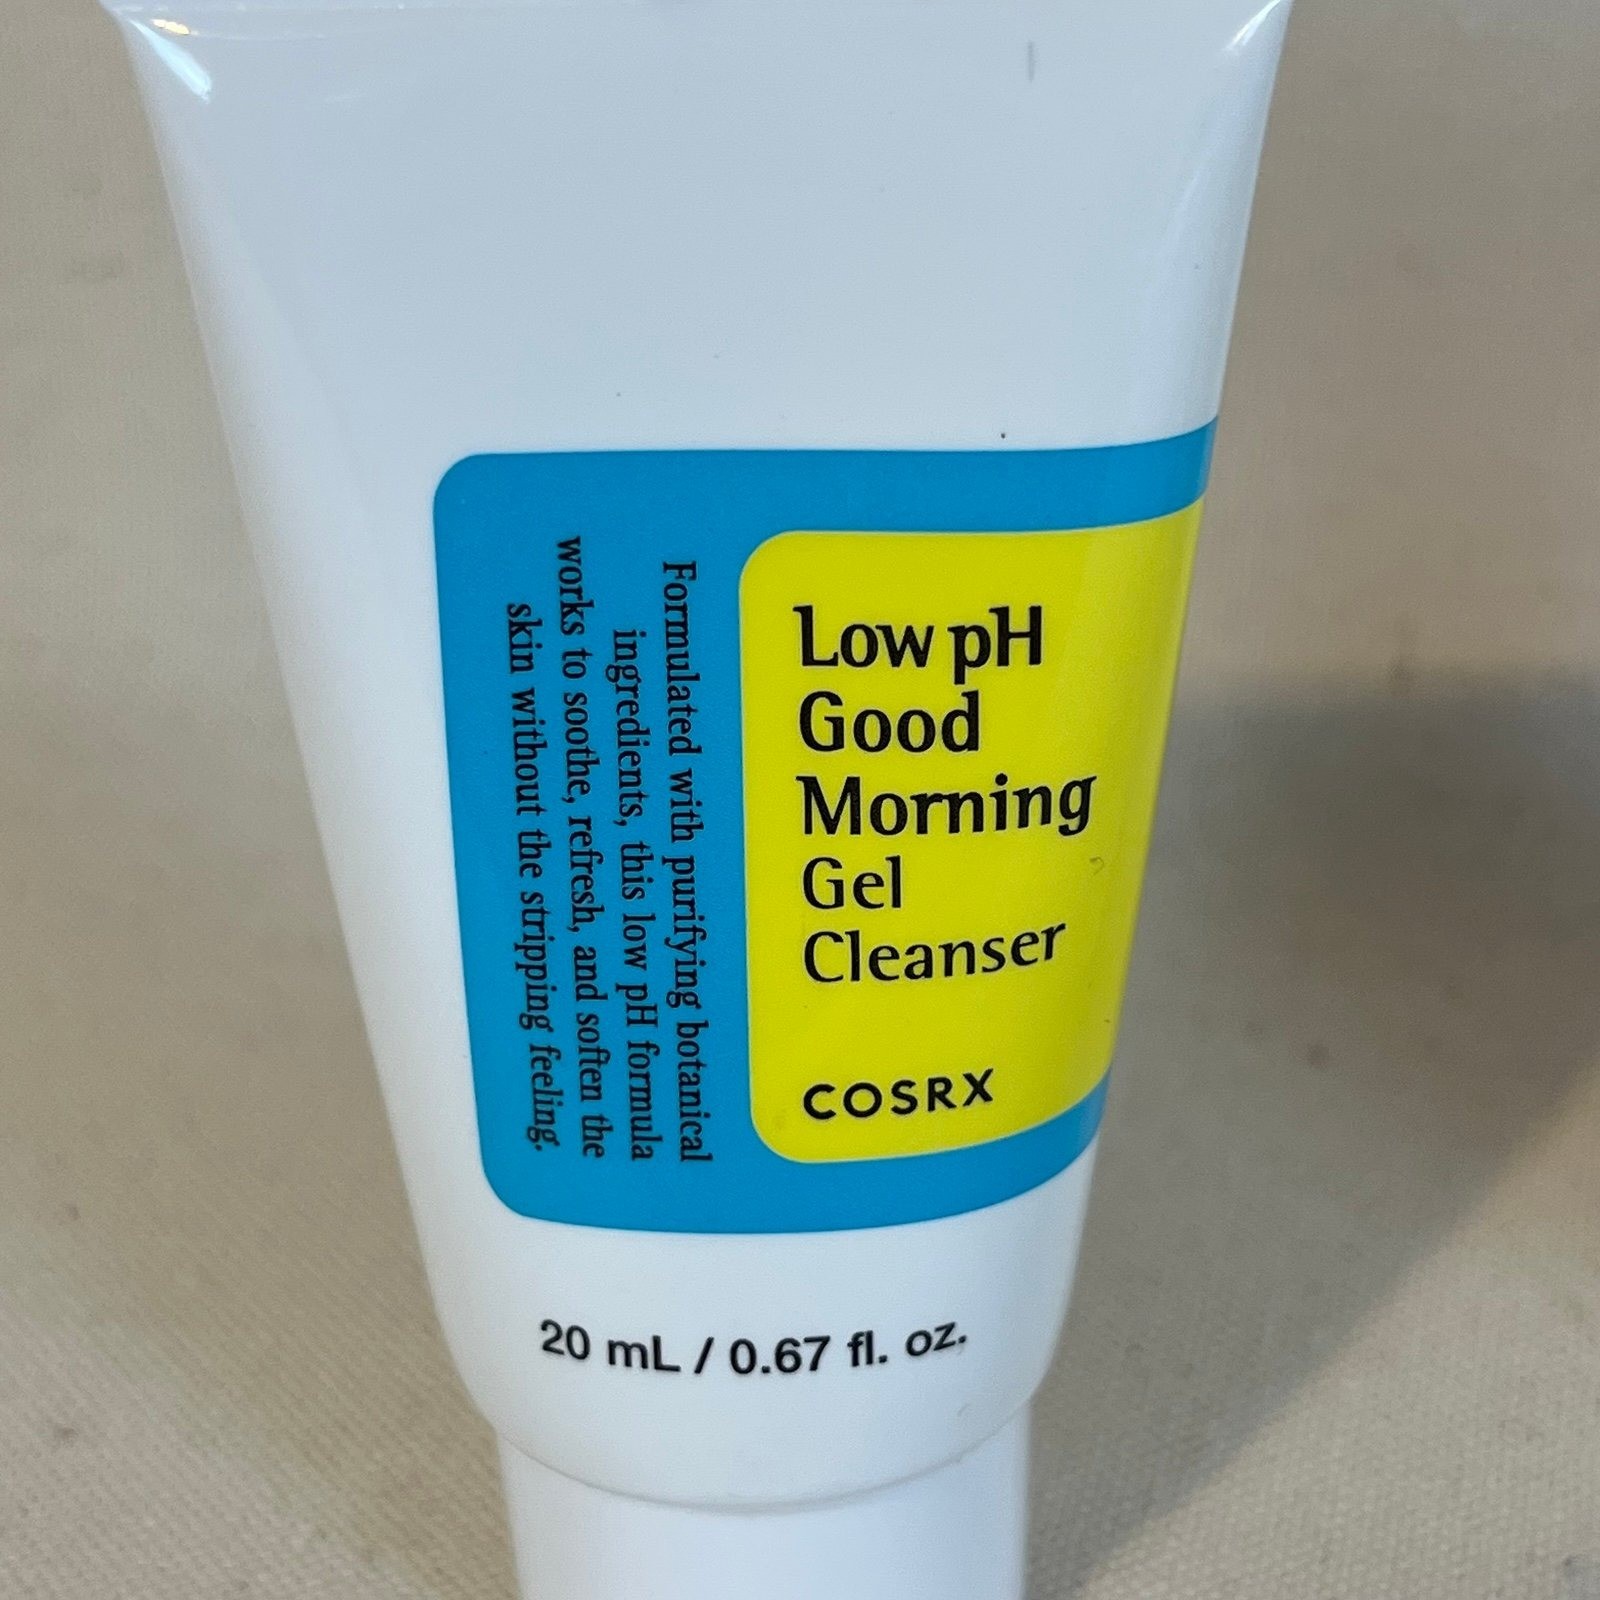 Low pH
Good
Morning
Gel
Cleanser
COSRX
Formulated with purifying botanical
ingredients, this low pH formula
works to soothe, refresh, and soften the
skin without the stripping feeling.
20 mL / 0.67 fl. oz.